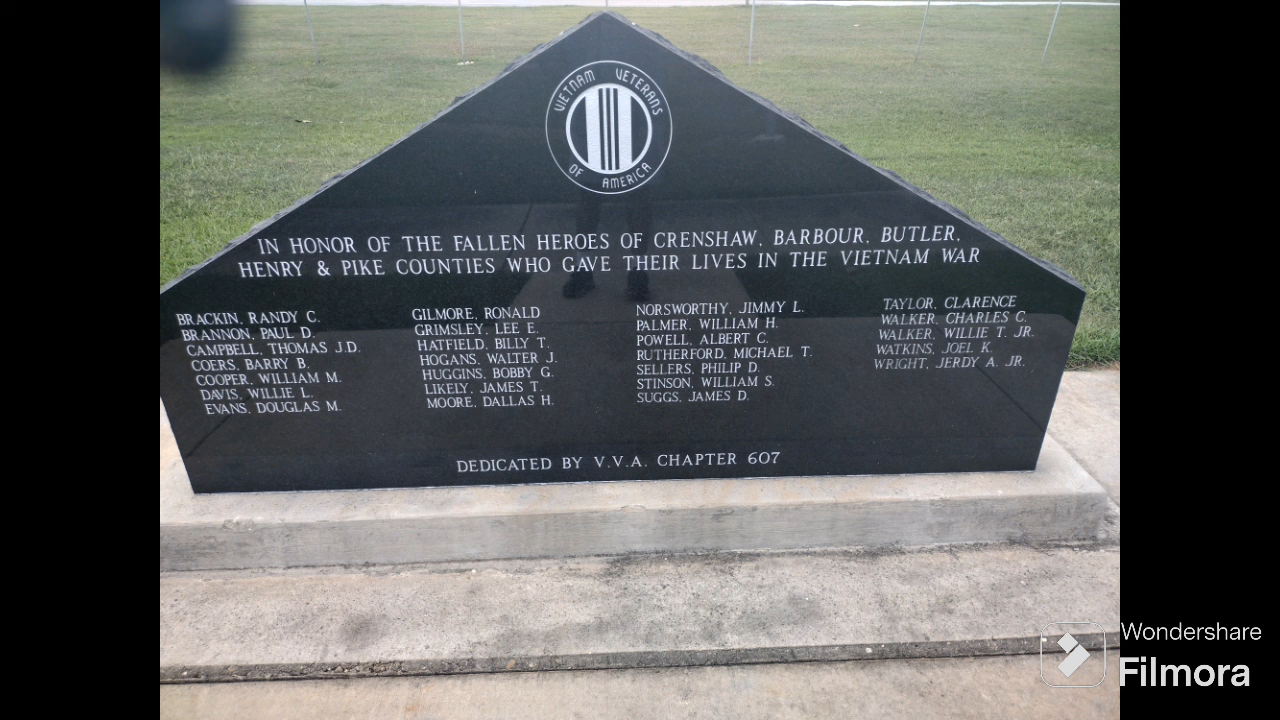 VIETNAM VETERANS
OF AMERICA
IN HONOR OF THE FALLEN HEROES OF CRENSHAW, BARBOUR, BUTLER,
HENRY & PIKE COUNTIES WHO GAVE THEIR LIVES IN THE VIETNAM WAR
BRACKIN, RANDY C.
BRANNON, PAUL D.
CAMPBELL, THOMAS J.D.
COERS, BARRY B.
COOPER, WILLIAM M.
DAVIS, WILLIE L.
EVANS, DOUGLAS M.
GILMORE, RONALD
GRIMSLEY, LEE E.
HATFIELD, BILLY T.
HOGANS, WALTER J.
HUGGINS, BOBBY G.
LIKELY, JAMES T.
MOORE, DALLAS H.
NORSWORTHY, JIMMY L.
PALMER, WILLIAM H.
POWELL, ALBERT C.
RUTHERFORD, MICHAEL T.
SELLERS, PHILIP D.
STINSON, WILLIAM S.
SUGGS, JAMES D.
TAYLOR, CLARENCE
WALKER, CHARLES C.
WALKER, WILLIE T. JR.
WATKINS, JOEL K.
WRIGHT, JERDY A. JR.
DEDICATED BY V.V.A. CHAPTER 607
Wondershare
Filmora